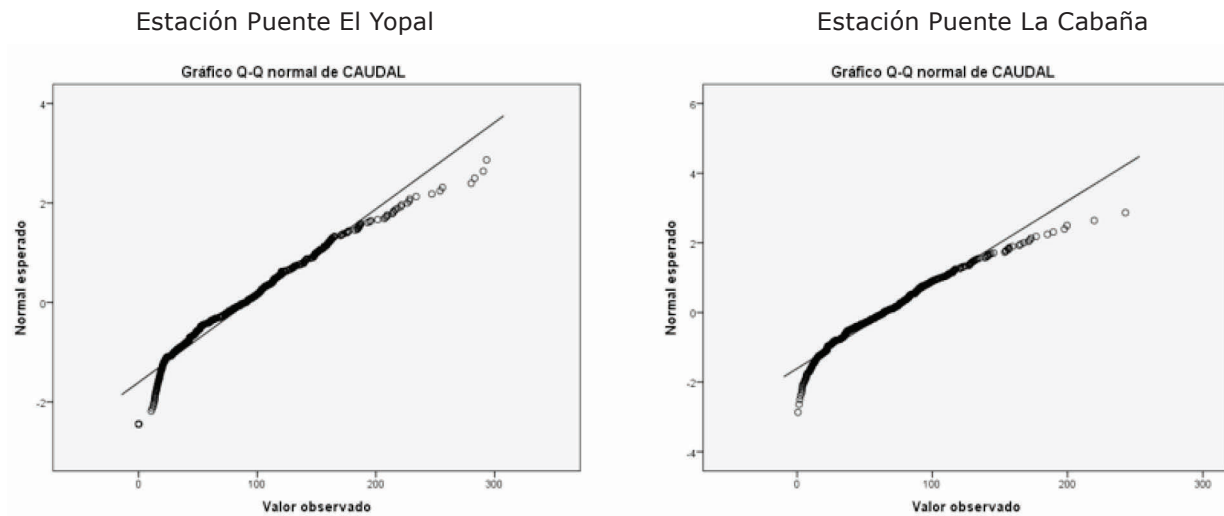 Estación Puente El Yopal
Gráfico Q-Q normal de CAUDAL
4
2
0
-2
Normal esperado
0
100
200
300
Valor observado
Estación Puente La Cabaña
Gráfico Q-Q normal de CAUDAL
6
4
2
0
-2
-4
Normal esperado
0
100
200
300
Valor observado